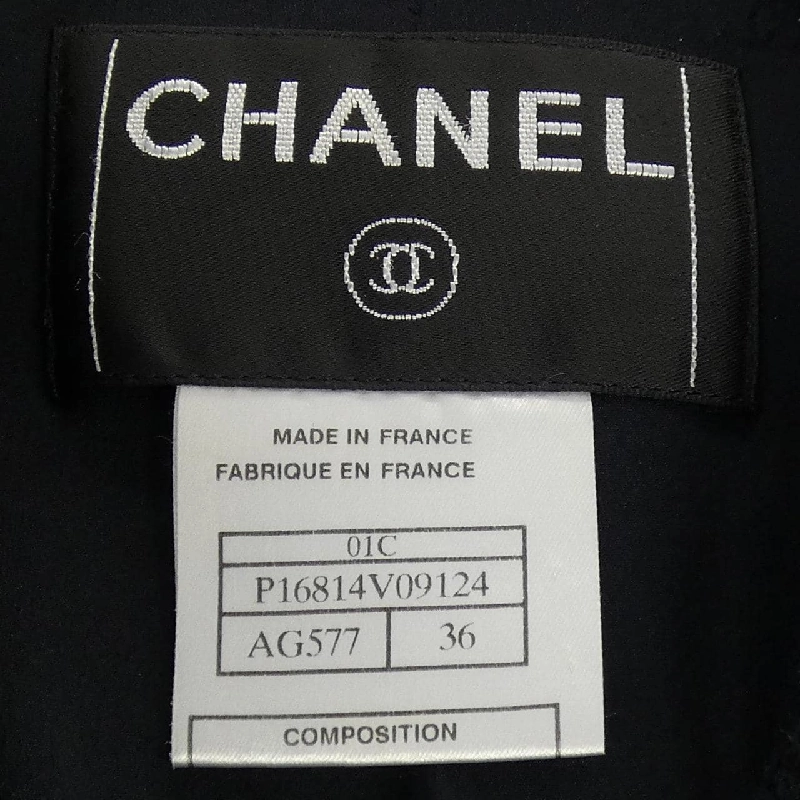 CHANEL
MADE IN FRANCE
FABRIQUE EN FRANCE
01C
P16814V09124
AG577 36
COMPOSITION